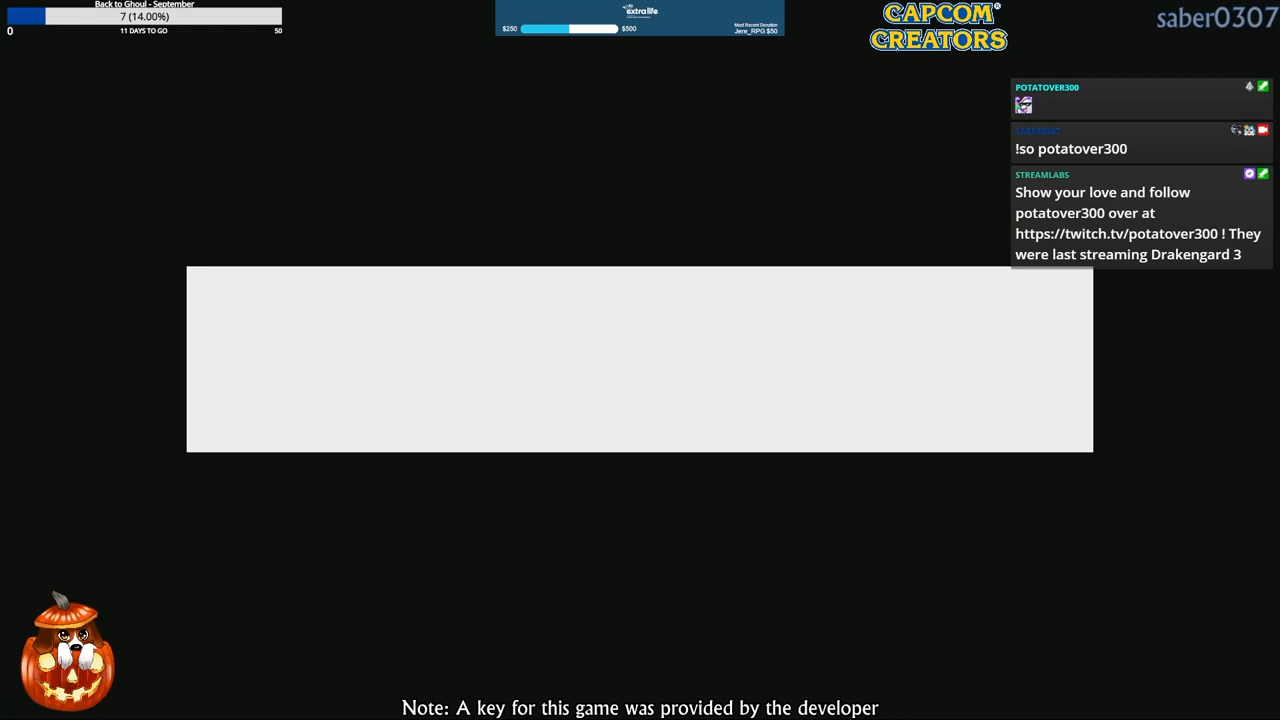 Back to Ghoul - September
7 (14.00%)
0
11 DAYS TO GO
50
extra life
$250
$500
Most Recent Donation
Jere_RPG $50
CAPCOM
CREATORS
saber0307
POTATOVER300
SABER0307
!so potatover300
STREAMLABS
Show your love and follow
potatover300 over at
https://twitch.tv/potatover300 ! They
were last streaming Drakengard 3
Note: A key for this game was provided by the developer